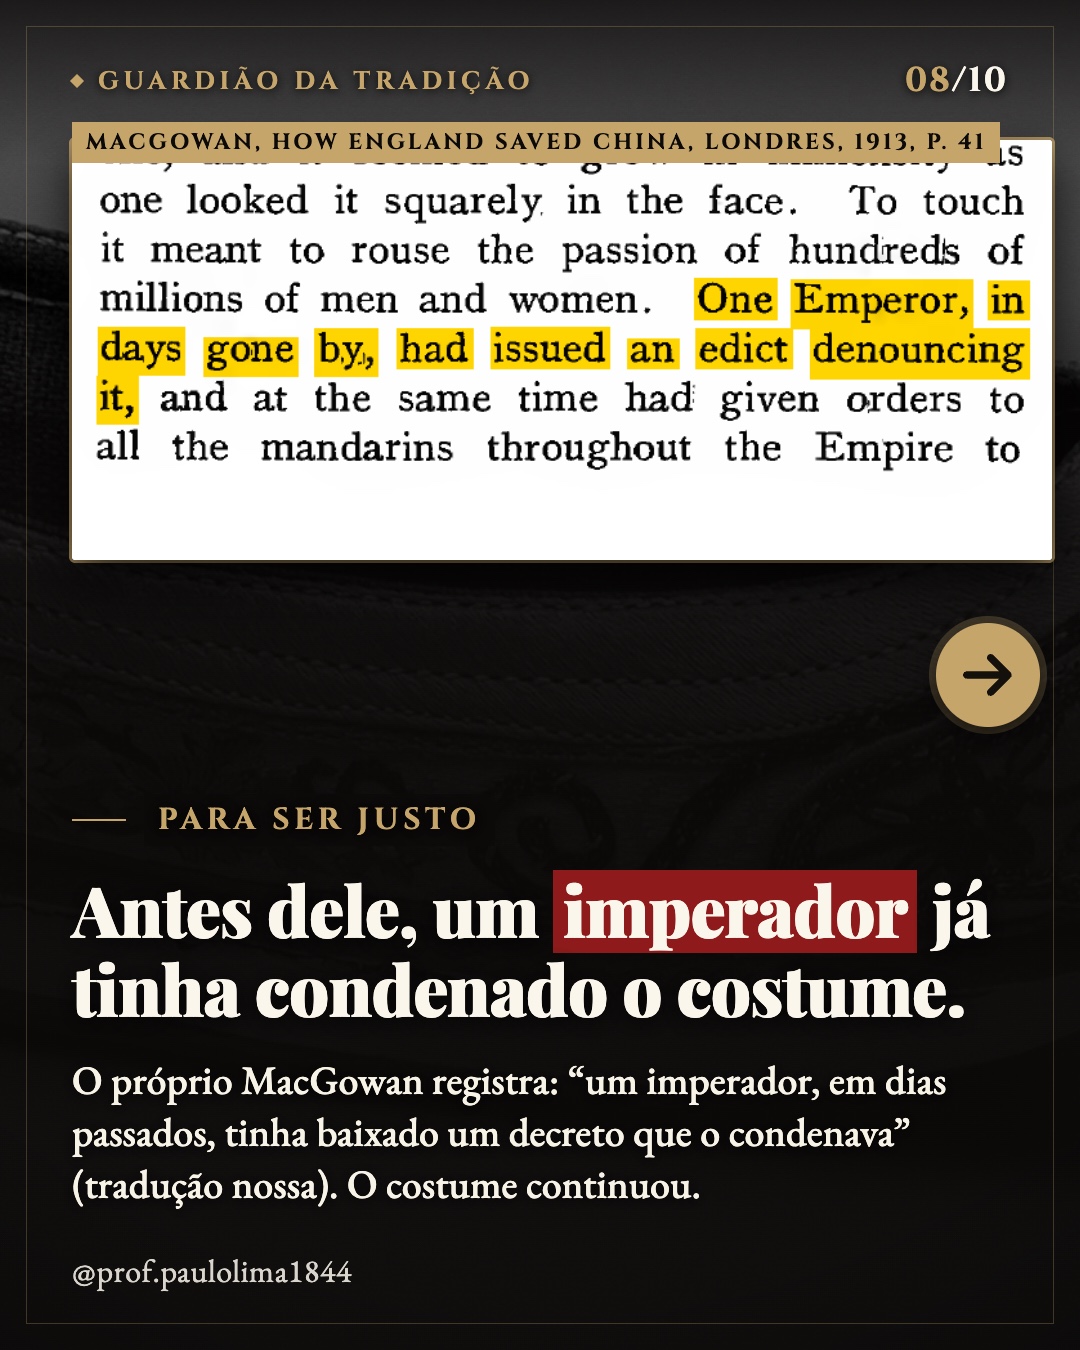 GUARDIÃO DA TRADIÇÃO
08/10
MACGOWAN, HOW ENGLAND SAVED CHINA, LONDRES, 1913, P. 41
as
one looked it squarely in the face. To touch
it meant to rouse the passion of hundreds of
millions of men and women. One Emperor, in
days gone by, had issued an edict denouncing
it, and at the same time had given orders to
all the mandarins throughout the Empire to
PARA SER JUSTO
Antes dele, um imperador já
tinha condenado o costume.
O próprio MacGowan registra: “um imperador, em dias
passados, tinha baixado um decreto que o condenava”
(tradução nossa). O costume continuou.
@prof.paulolima1844